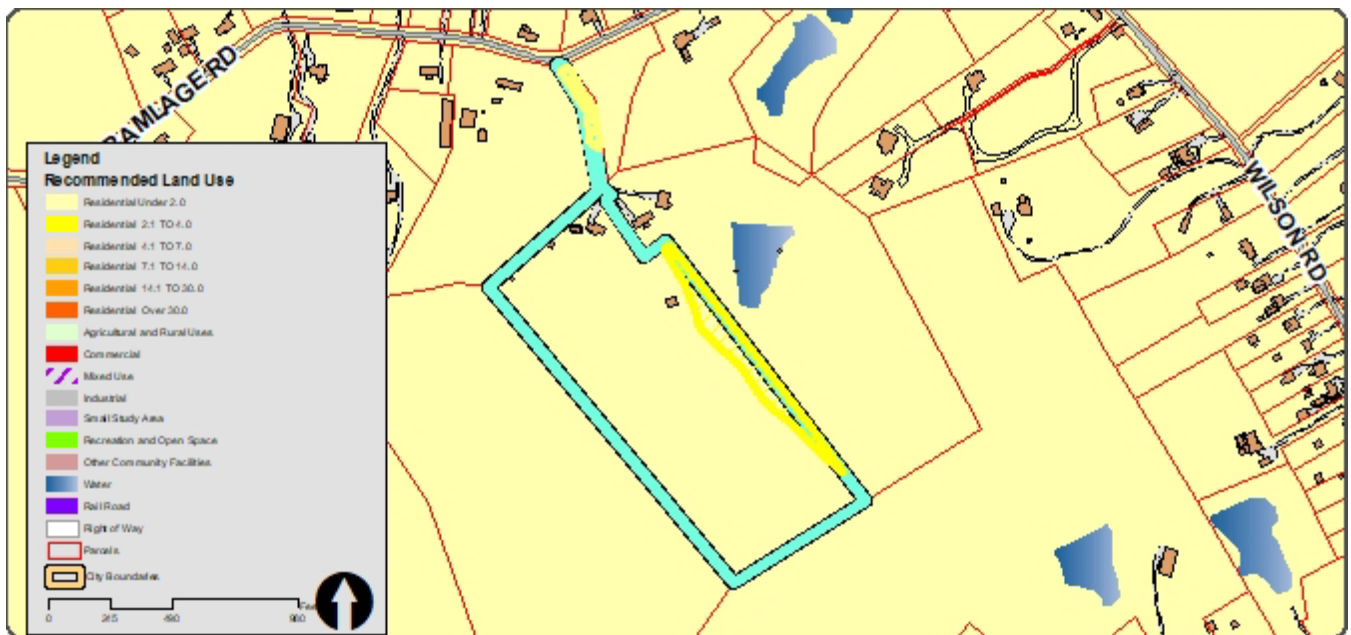 RAMLAGE RD
WILSON RD
Legend
Recommended Land Use
Residential Under 2.0
Residential 2.1 TO 4.0
Residential 4.1 TO 7.0
Residential 7.1 TO 14.0
Residential 14.1 TO 30.0
Residential Over 30.0
Agricultural and Rural Uses
Commercial
Mixed Use
Industrial
Small Study Area
Recreation and Open Space
Other Community Facilities
Water
Rail Road
Right of Way
Parcels
City Boundaries
0 245 490 980